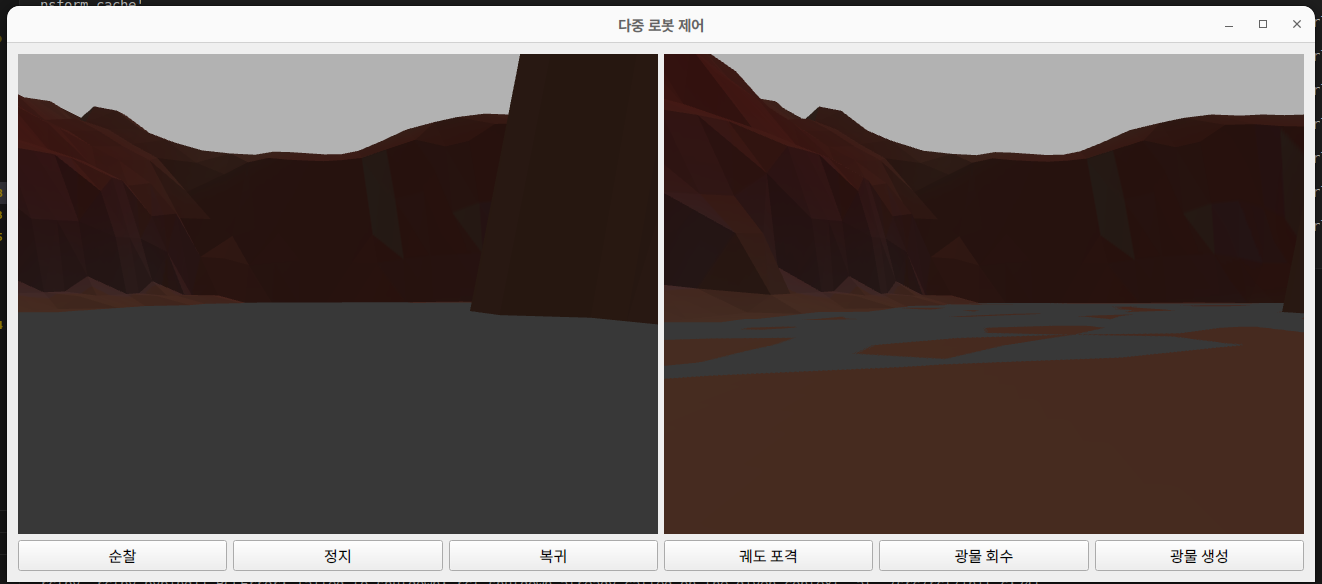 nsform_cache'
다중 로봇 제어
순찰
정지
복귀
궤도 포격
광물 회수
광물 생성